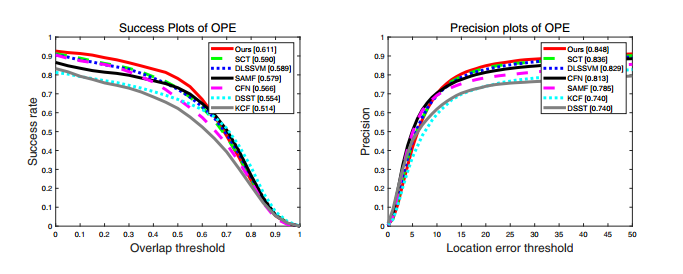 Success Plots of OPE
1
0.9
0.8
0.7
0.6
0.5
0.4
0.3
0.2
0.1
0
Success rate
Ours [0.611]
SCT [0.590]
DLSSVM [0.589]
SAMF [0.579]
CFN [0.566]
DSST [0.554]
KCF [0.514]
0 0.1 0.2 0.3 0.4 0.5 0.6 0.7 0.8 0.9 1
Overlap threshold
Precision plots of OPE
1
0.9
0.8
0.7
0.6
0.5
0.4
0.3
0.2
0.1
0
Precision
Ours [0.848]
SCT [0.836]
DLSSVM [0.829]
CFN [0.813]
SAMF [0.785]
KCF [0.740]
DSST [0.740]
0 5 10 15 20 25 30 35 40 45 50
Location error threshold